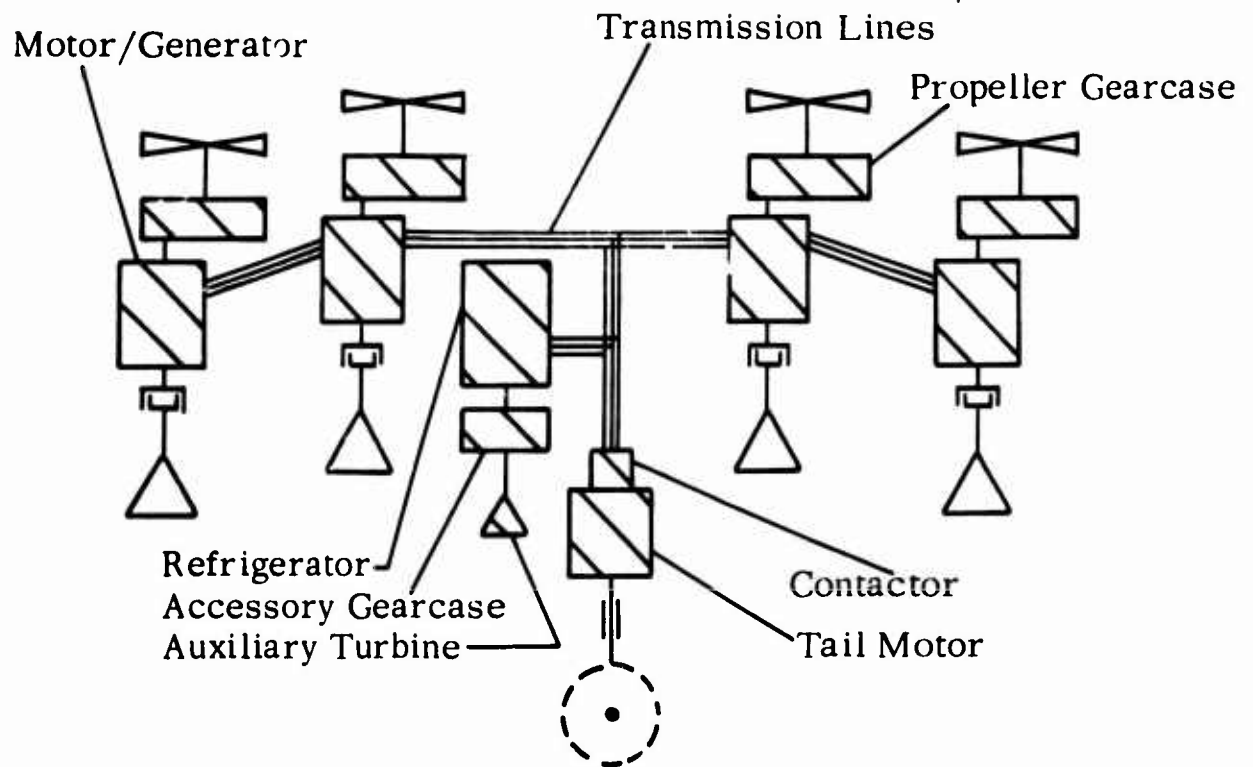 Transmission Lines
Motor/Generator
Propeller Gearcase
Refrigerator
Accessory Gearcase
Auxiliary Turbine
Contactor
Tail Motor